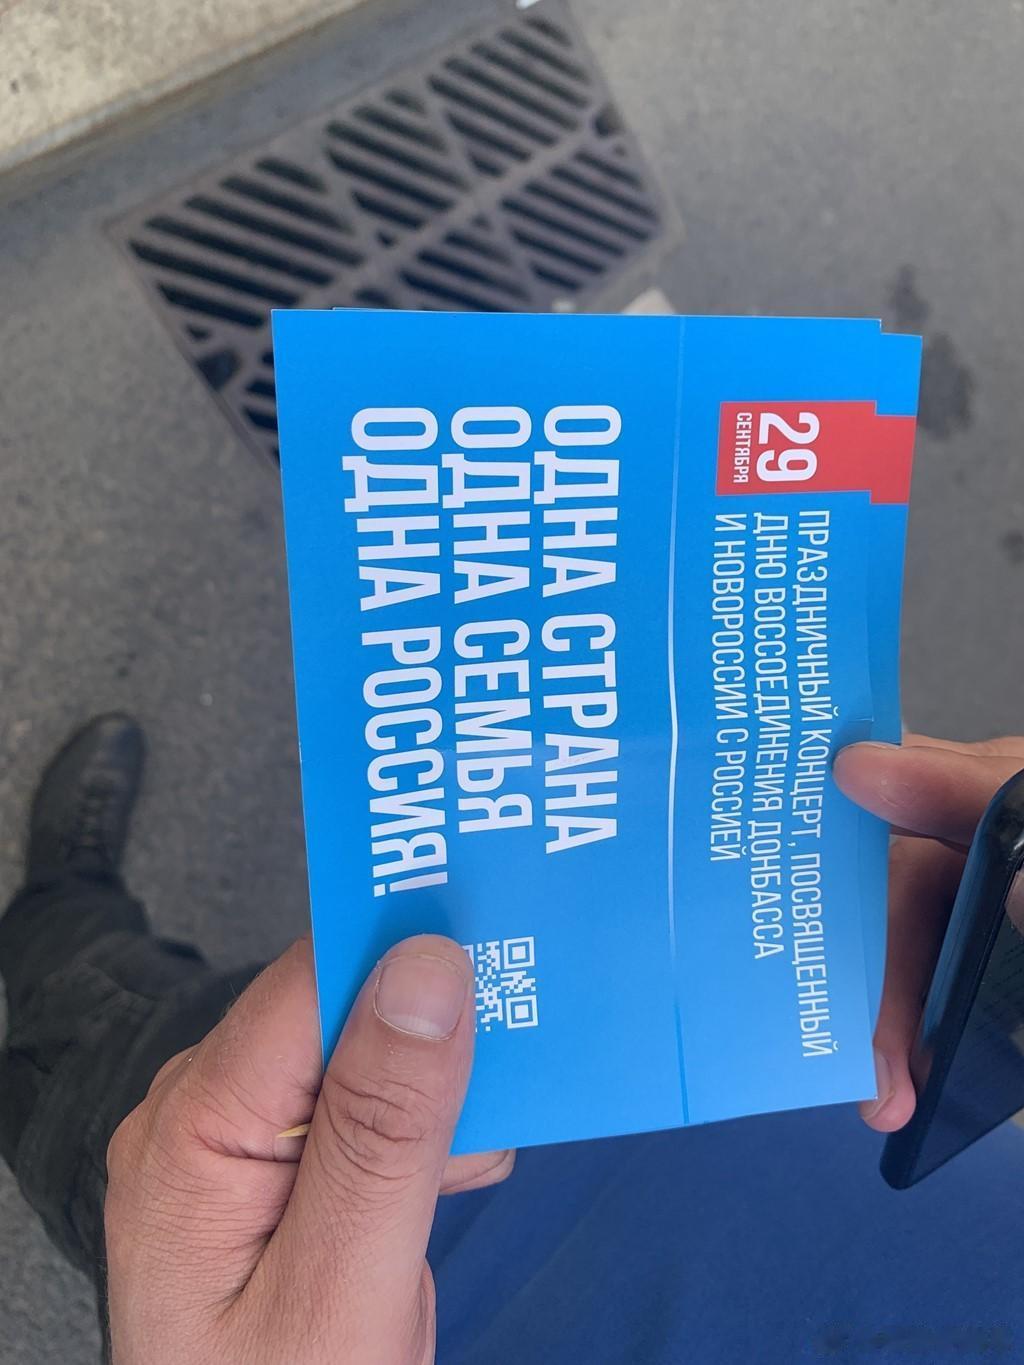 29
СЕНТЯБРЯ
ПРАЗДНИЧНЫЙ КОНЦЕРТ, ПОСВЯЩЕННЫЙ
ДНЮ ВОССОЕДИНЕНИЯ ДОНБАССА
И НОВОРОССИИ С РОССИЕЙ
ОДНА СТРАНА
ОДНА СЕМЬЯ
ОДНА РОССИЯ!